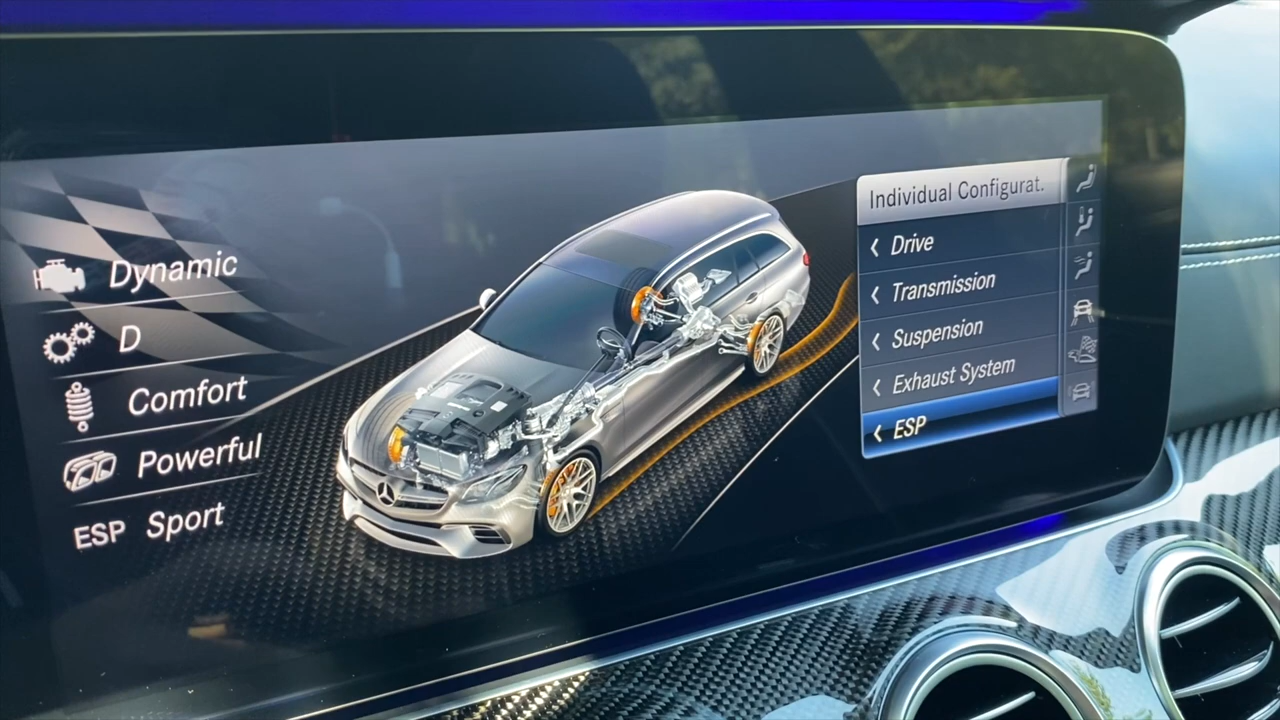 Dynamic
D
Comfort
Powerful
ESP Sport
Individual Configurat.
Drive
Transmission
Suspension
Exhaust System
ESP